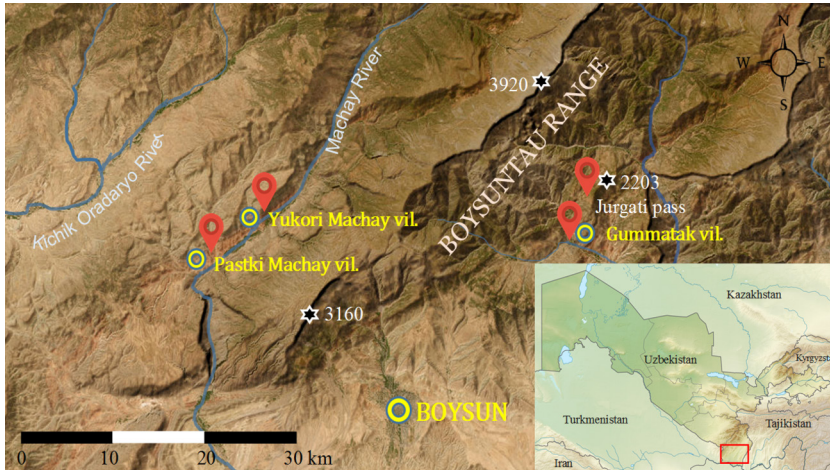 N
W E
S
3920
Machay River
BOYSUNTAU RANGE
Kichik Oradaryo River
2203
Jurgati pass
Yukori Machay vil.
Gummatak vil.
Pastki Machay vil.
3160
BOYSUN
0 10 20 30 km
Kazakhstan
Uzbekistan
Kyrgyzst
Turkmenistan
Tajikistan
Iran